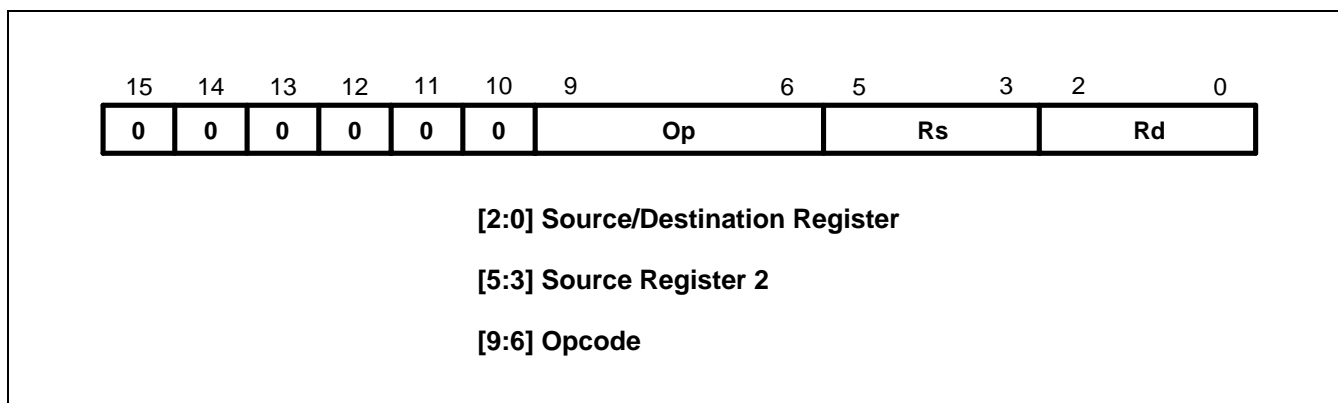 15 14 13 12 11 10 9 6 5 3 2 0
0 0 0 0 0 0 Op Rs Rd
[2:0] Source/Destination Register
[5:3] Source Register 2
[9:6] Opcode